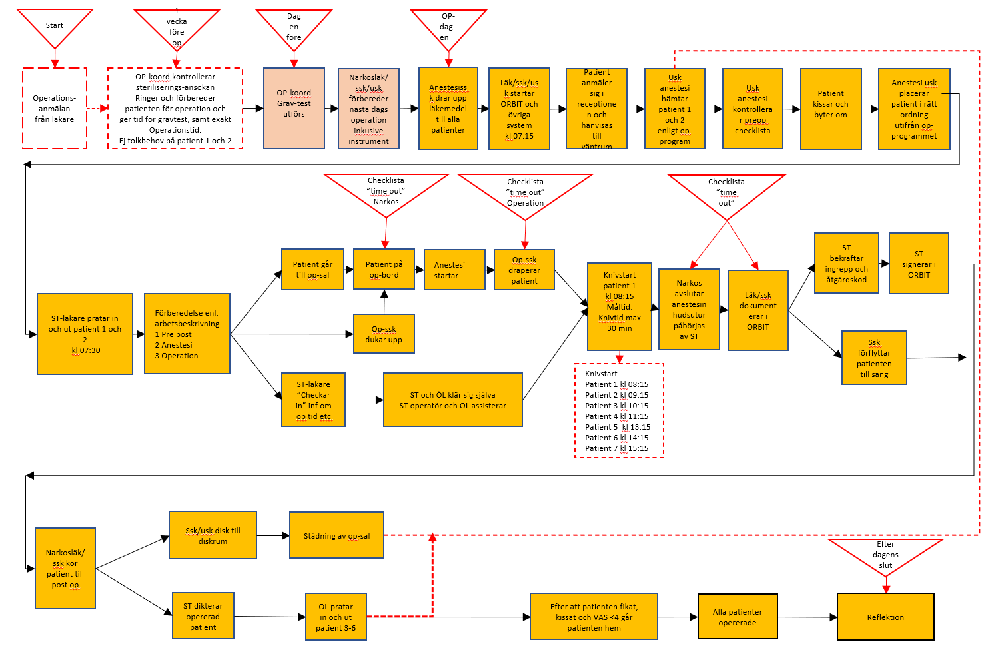 Start
1
vecka
före
op
Dag
en
före
OP-
dag
en
Operations-
anmälan
från läkare
OP-koord kontrollerar
steriliserings-ansökan
Ringer och förbereder
patienten för operation och
ger tid för gravtest, samt exakt
Operationstid.
Ej tolkbehov på patient 1 och 2
OP-koord
Grav-test
utförs
Narkosläk/
ssk/usk
förbereder
nästa dags
operation
inkusive
instrument
Anestesiss
k drar upp
läkemedel
till alla
patienter
Läk/ssk/us
k startar
ORBIT och
övriga
system
kl 07:15
Patient
anmäler
sig i
receptione
n och
hänvisas
till
väntrum
Usk
anestesi
hämtar
patient 1
och 2
enligt op-
program
Usk
anestesi
kontrollera
r preop
checklista
Patient
kissar och
byter om
Anestesi usk
placerar
patient i rätt
ordning
utifrån op-
programmet
Checklista
”time out”
Narkos
Checklista
”time out”
Operation
Checklista
”time
out”
ST-läkare pratar in
och ut patient 1 och
2
kl 07:30
Förberedelse enl.
arbetsbeskrivning
1 Pre post
2 Anestesi
3 Operation
Patient går
till op-sal
Patient på
op-bord
Anestesi
startar
Op-ssk
draperar
patient
Op-ssk
dukar upp
ST-läkare
”Checkar
in” inf om
op tid etc
ST och ÖL klär sig själva
ST operatör och ÖL assisterar
Knivstart
patient 1
kl 08:15
Måltid:
Knivtid max
30 min
Narkos
avslutar
anestesin
hudsutur
påbörjas
av ST
Läk/ssk
dokument
erar i
ORBIT
ST
bekräftar
ingrepp och
åtgärdskod
ST
signerar i
ORBIT
Ssk
förflyttar
patienten
till säng
Knivstart
Patient 1 kl 08:15
Patient 2 kl 09:15
Patient 3 kl 10:15
Patient 4 kl 11:15
Patient 5  kl 13:15
Patient 6 kl 14:15
Patient 7 kl 15:15
Narkosläk/
ssk kör
patient till
post op
Ssk/usk disk till
diskrum
Städning av op-sal
ST dikterar
opererad
patient
ÖL pratar
in och ut
patient 3-6
Efter att patienten fikat,
kissat och VAS <4 går
patienten hem
Alla patienter
opererade
Efter
dagens
slut
Reflektion